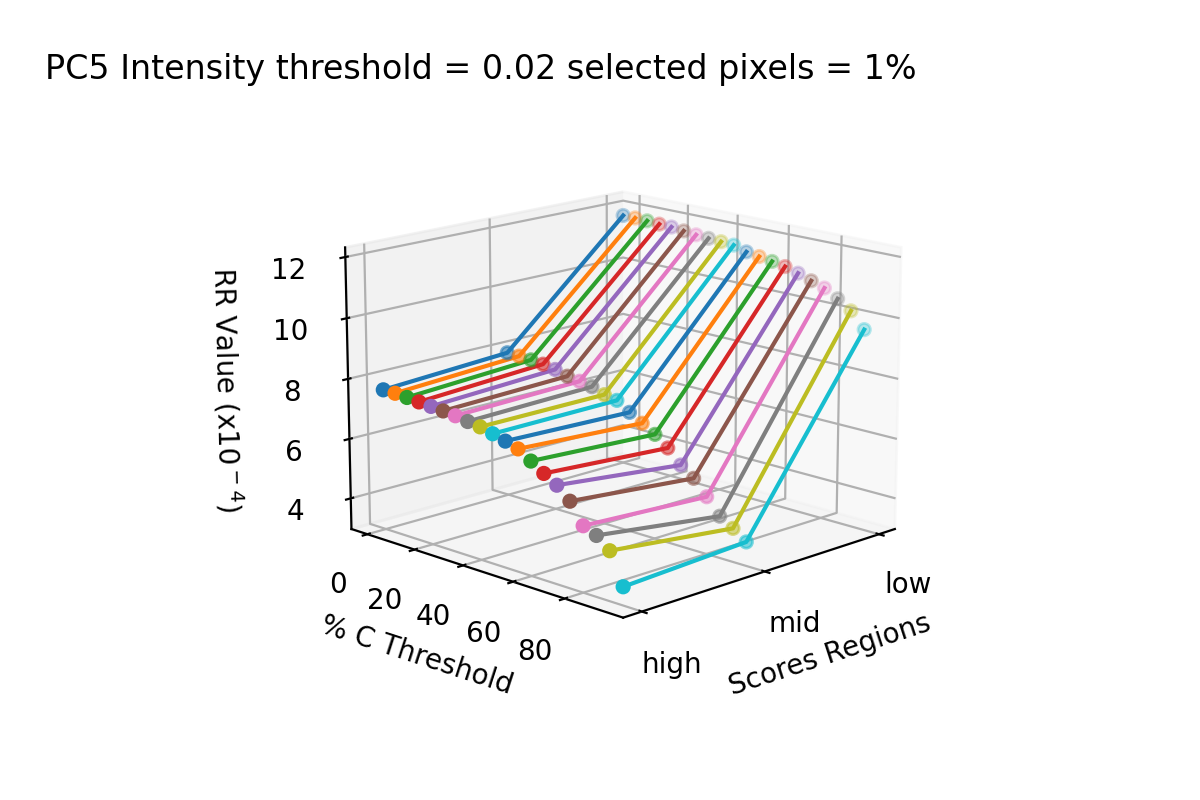 PC5 Intensity threshold = 0.02 selected pixels = 1%
12
10
8
6
4
RR Value (x10⁻⁴)
0
20
40
60
80
% C Threshold
high
mid
low
Scores Regions